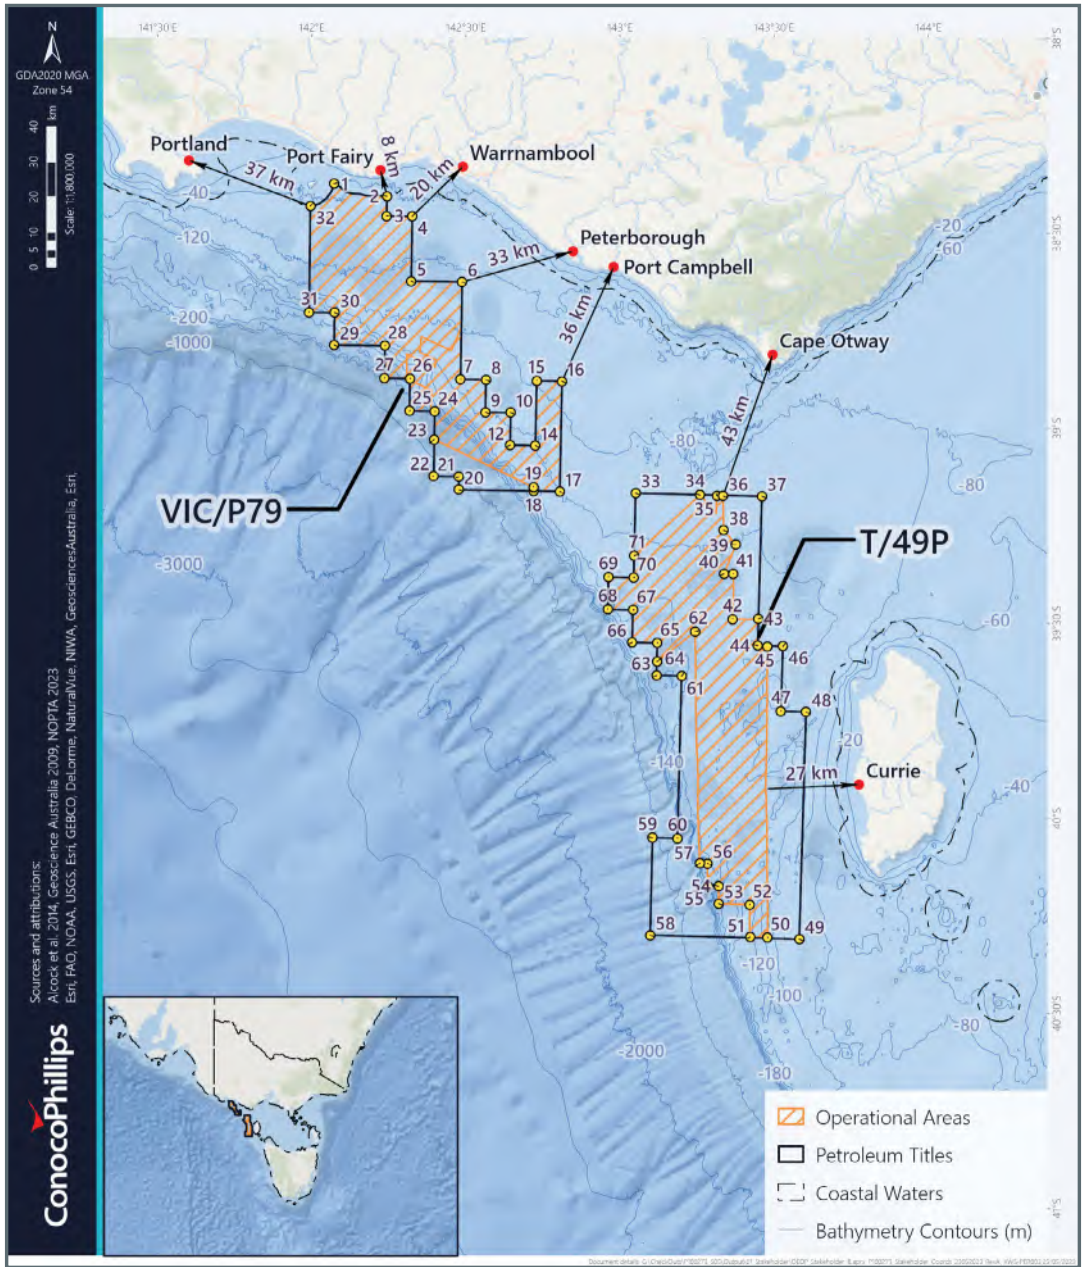 141°30'E
142°E
142°30'E
143°E
143°30'E
144°E
38°S
38°30'S
39°S
39°30'S
40°S
40°30'S
41°S
N
GDA2020 MGA
Zone 54
km
40
30
20
10
5
0
Scale: 1:1,800,000
Sources and attributions:
Alcock et al. 2014, Geoscience Australia 2009, NOPTA 2023
Esri, FAO, NOAA, USGS, Esri, GEBCO, DeLorme, NaturalVue, NIWA, GeosciencesAustralia, Esri,
ConocoPhillips
Portland
Port Fairy
Warrnambool
Peterborough
Port Campbell
Cape Otway
Currie
37 km
8 km
20 km
33 km
36 km
43 km
27 km
VIC/P79
T/49P
1
2
3
4
32
5
6
31
30
29
28
27
26
7
8
15
16
25
24
9
10
23
12
14
22
21
20
19
18
17
33
34
35
36
37
38
39
71
69
70
40
41
68
67
42
43
62
66
65
44
45
46
63
64
61
47
48
59
60
57
56
54
55
53
52
58
51
50
49
-40
-120
-200
-1000
-3000
-20
-60
-80
-80
-60
-20
-40
-140
-120
-100
-80
-180
-2000
Operational Areas
Petroleum Titles
Coastal Waters
Bathymetry Contours (m)